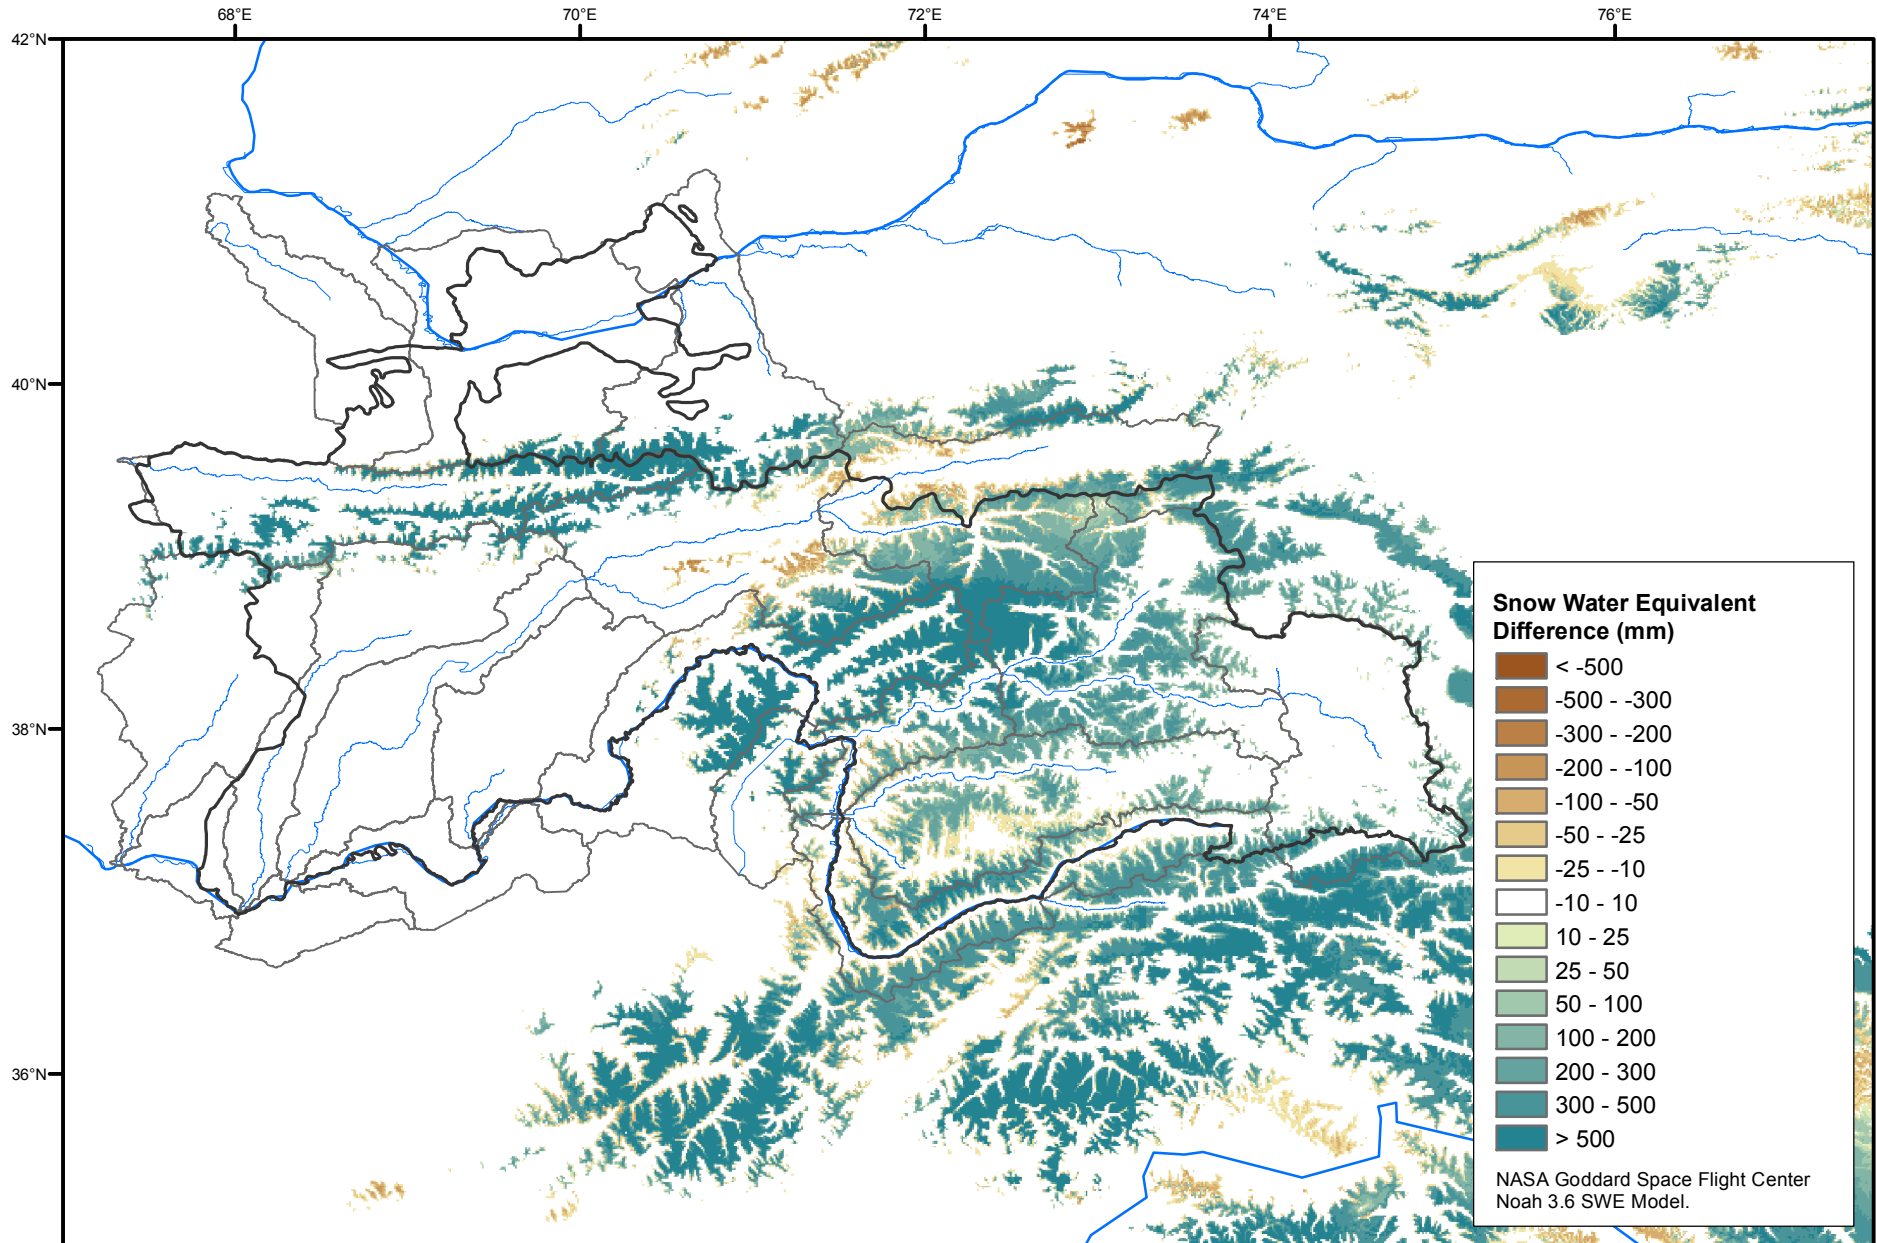 68°E 70°E 72°E 74°E 76°E
42°N
40°N
38°N
36°N
Snow Water Equivalent
Difference (mm)
< -500
-500 - -300
-300 - -200
-200 - -100
-100 - -50
-50 - -25
-25 - -10
-10 - 10
10 - 25
25 - 50
50 - 100
100 - 200
200 - 300
300 - 500
> 500
NASA Goddard Space Flight Center
Noah 3.6 SWE Model.